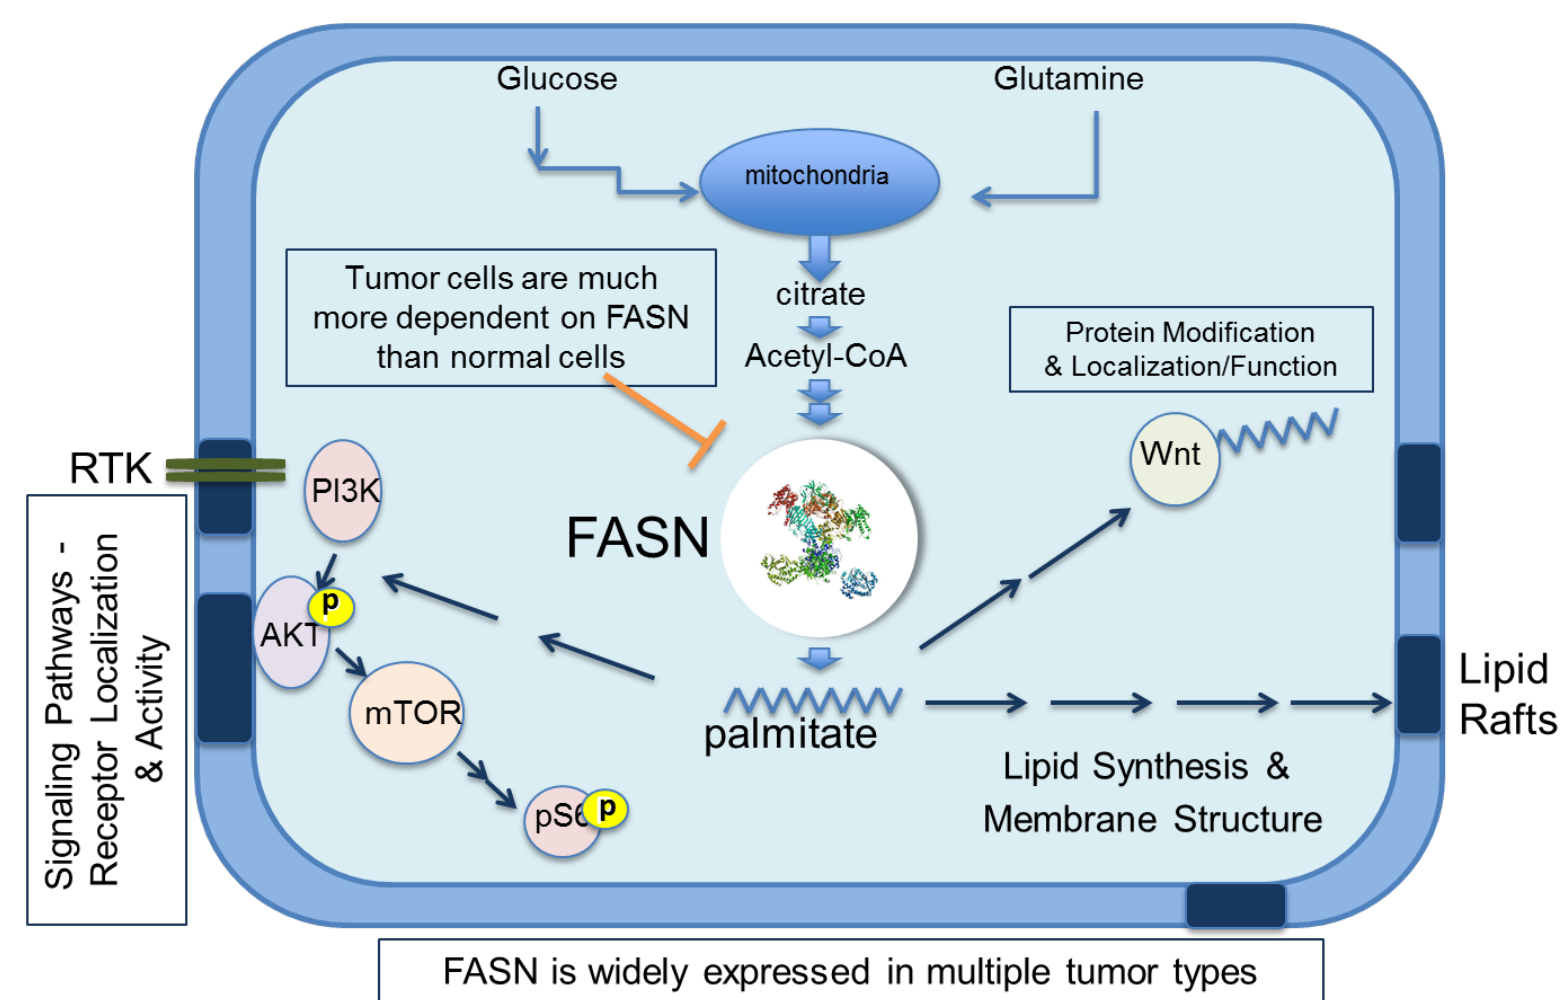 Glucose
Glutamine
mitochondria
Tumor cells are much
more dependent on FASN
than normal cells
citrate
Acetyl-CoA
Protein Modification
& Localization/Function
RTK
PI3K
Wnt
FASN
Signaling Pathways -
Receptor Localization
& Activity
AKT
p
mTOR
pS6
p
palmitate
Lipid
Rafts
Lipid Synthesis &
Membrane Structure
FASN is widely expressed in multiple tumor types